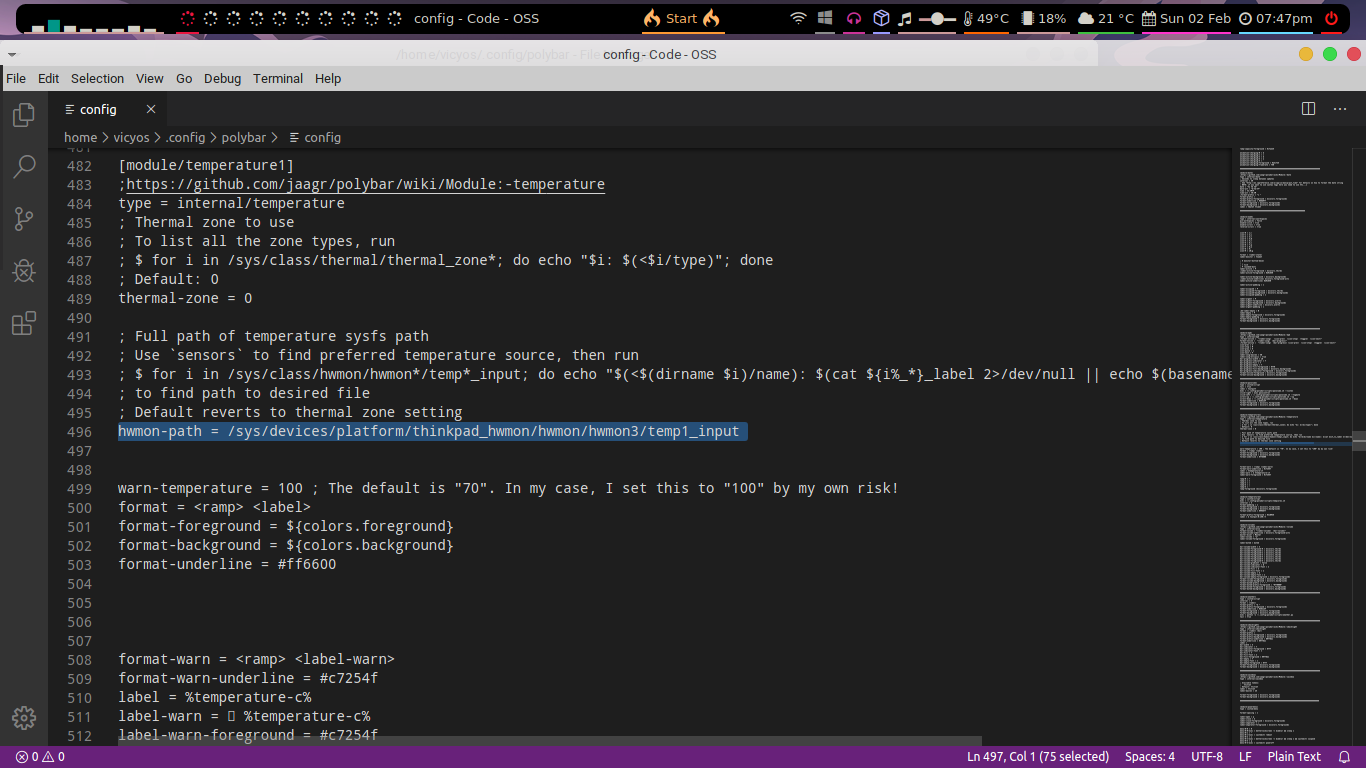 config - Code - OSS
Start
49°C
18%
21 °C
Sun 02 Feb
07:47pm
/home/vicyos/.config/polybar - File
config - Code - OSS
File Edit Selection View Go Debug Terminal Help
config
home > vicyos > .config > polybar > config
481
482 [module/temperature1]
483 ;https://github.com/jaagr/polybar/wiki/Module:-temperature
484 type = internal/temperature
485 ; Thermal zone to use
486 ; To list all the zone types, run
487 ; $ for i in /sys/class/thermal/thermal_zone*; do echo "$i: $(<$i/type)"; done
488 ; Default: 0
489 thermal-zone = 0
490
491 ; Full path of temperature sysfs path
492 ; Use `sensors` to find preferred temperature source, then run
493 ; $ for i in /sys/class/hwmon/hwmon*/temp*_input; do echo "$(<$(dirname $i)/name): $(cat ${i%_*}_label 2>/dev/null || echo $(basename
494 ; to find path to desired file
495 ; Default reverts to thermal zone setting
496 hwmon-path = /sys/devices/platform/thinkpad_hwmon/hwmon/hwmon3/temp1_input
497
498
499 warn-temperature = 100 ; The default is "70". In my case, I set this to "100" by my own risk!
500 format = <ramp> <label>
501 format-foreground = ${colors.foreground}
502 format-background = ${colors.background}
503 format-underline = #ff6600
504
505
506
507
508 format-warn = <ramp> <label-warn>
509 format-warn-underline = #c7254f
510 label = %temperature-c%
511 label-warn =  %temperature-c%
512 label-warn-foreground = #c7254f
0 0 Ln 497, Col 1 (75 selected) Spaces: 4 UTF-8 LF Plain Text